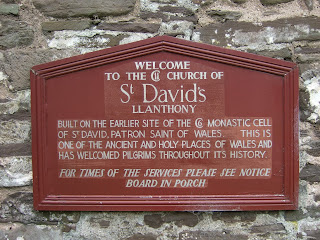 WELCOME
TO THE CHURCH OF
St David's
LLANTHONY
BUILT ON THE EARLIER SITE OF THE C6 MONASTIC CELL
OF ST DAVID, PATRON SAINT OF WALES. THIS IS
ONE OF THE ANCIENT AND HOLY PLACES OF WALES AND
HAS WELCOMED PILGRIMS THROUGHOUT ITS HISTORY.
FOR TIMES OF THE SERVICES PLEASE SEE NOTICE
BOARD IN PORCH